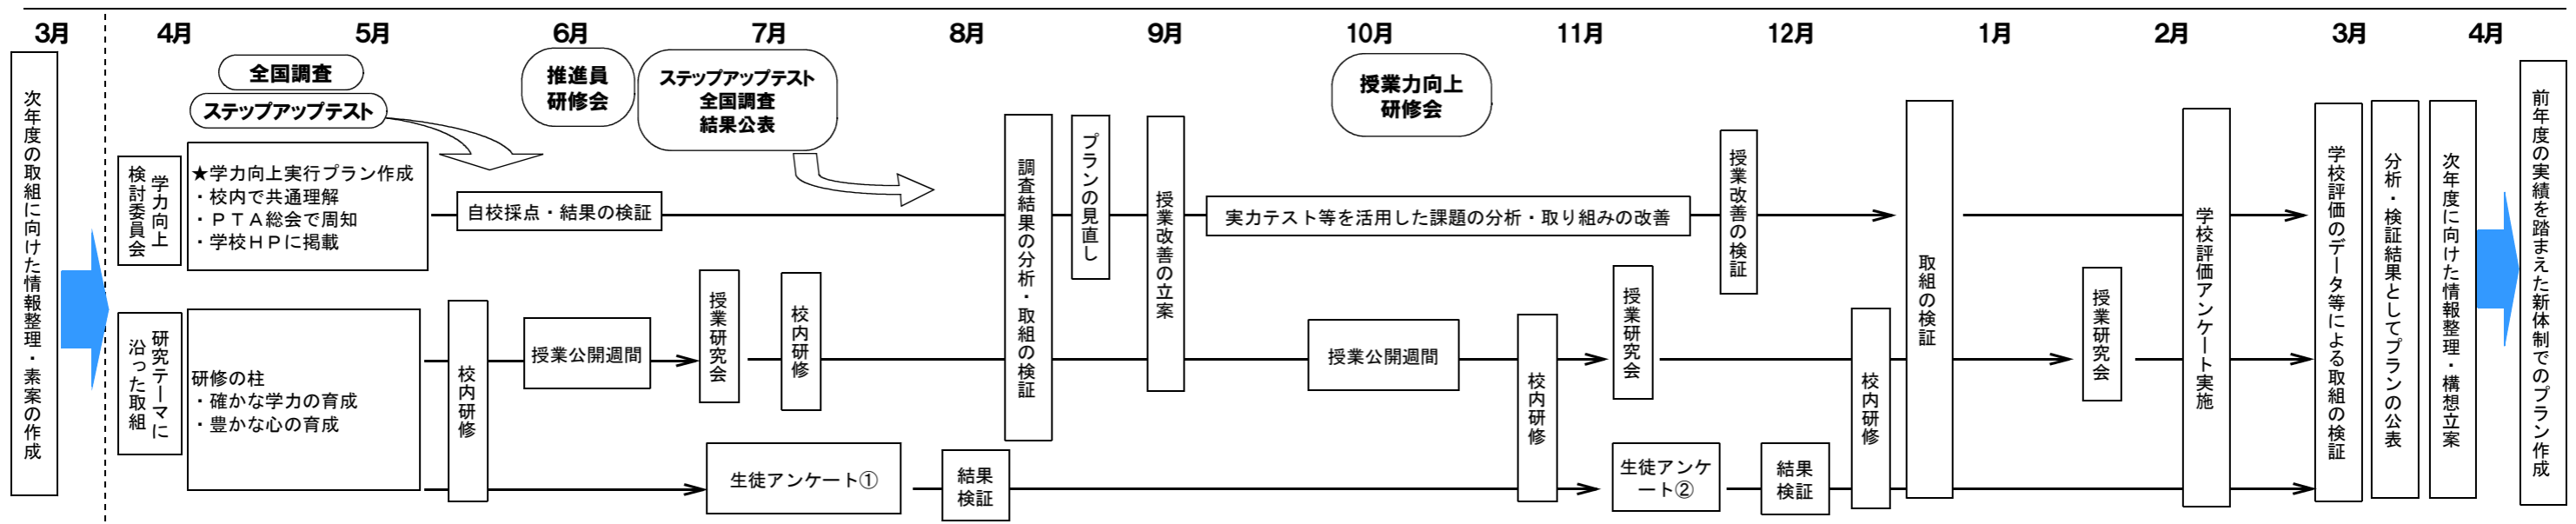 3月
4月
5月
6月
7月
8月
9月
10月
11月
12月
1月
2月
3月
4月
次年度の取組に向けた情報整理・素案の作成
全国調査
ステップアップテスト
推進員
研修会
ステップアップテスト
全国調査
結果公表
授業力向上
研修会
学力向上
検討委員会
★学力向上実行プラン作成
・校内で共通理解
・ＰＴＡ総会で周知
・学校ＨＰに掲載
自校採点・結果の検証
調査結果の分析・取組の検証
プランの見直し
授業改善の立案
実力テスト等を活用した課題の分析・取り組みの改善
授業改善の検証
取組の検証
学校評価アンケート実施
学校評価のデータ等による取組の検証
分析・検証結果としてプランの公表
次年度に向けた情報整理・構想立案
前年度の実績を踏まえた新体制でのプラン作成
研究テーマに
沿った取組
研修の柱
・確かな学力の育成
・豊かな心の育成
校内研修
授業公開週間
授業研究会
校内研修
授業公開週間
校内研修
授業研究会
校内研修
授業研究会
生徒アンケート①
結果
検証
生徒アンケ
ート②
結果
検証